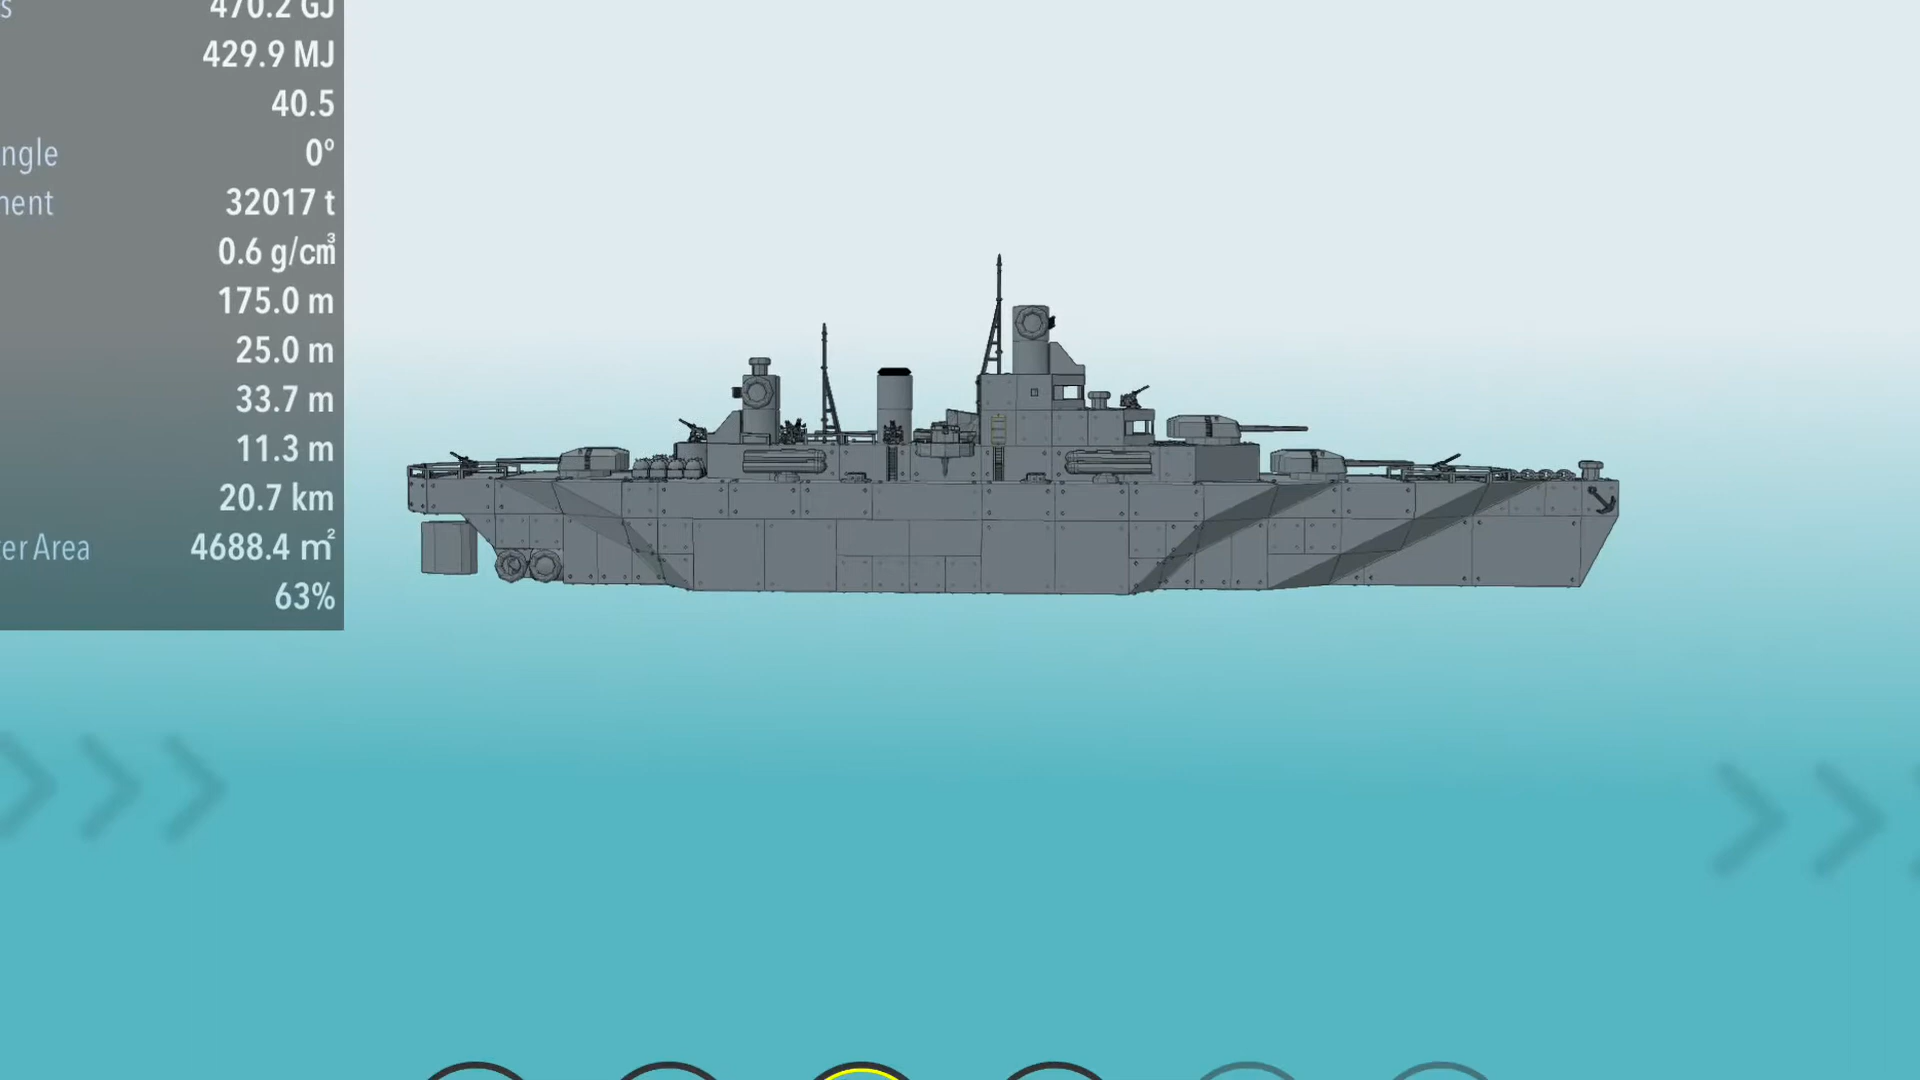 470.2 GJ
429.9 MJ
40.5
ngle 0°
nent 32017 t
0.6 g/cm³
175.0 m
25.0 m
33.7 m
11.3 m
20.7 km
er Area 4688.4 m²
63%